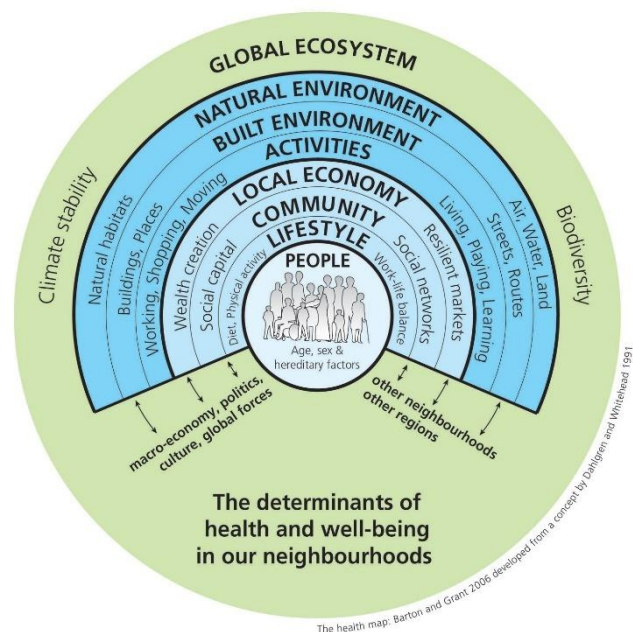 GLOBAL ECOSYSTEM
NATURAL ENVIRONMENT
BUILT ENVIRONMENT
ACTIVITIES
LOCAL ECONOMY
COMMUNITY
LIFESTYLE
PEOPLE
Age, sex &
hereditary factors
Climate stability
Natural habitats
Buildings, Places
Working, Shopping, Moving
Wealth creation
Social capital
Diet, Physical activity
Work-life balance
Social networks
Resilient markets
Living, Playing, Learning
Streets, Routes
Air, Water, Land
Biodiversity
macro-economy, politics,
culture, global forces
other neighbourhoods
other regions
The determinants of
health and well-being
in our neighbourhoods
The health map: Barton and Grant 2006 developed from a concept by Dahlgren and Whitehead 1991